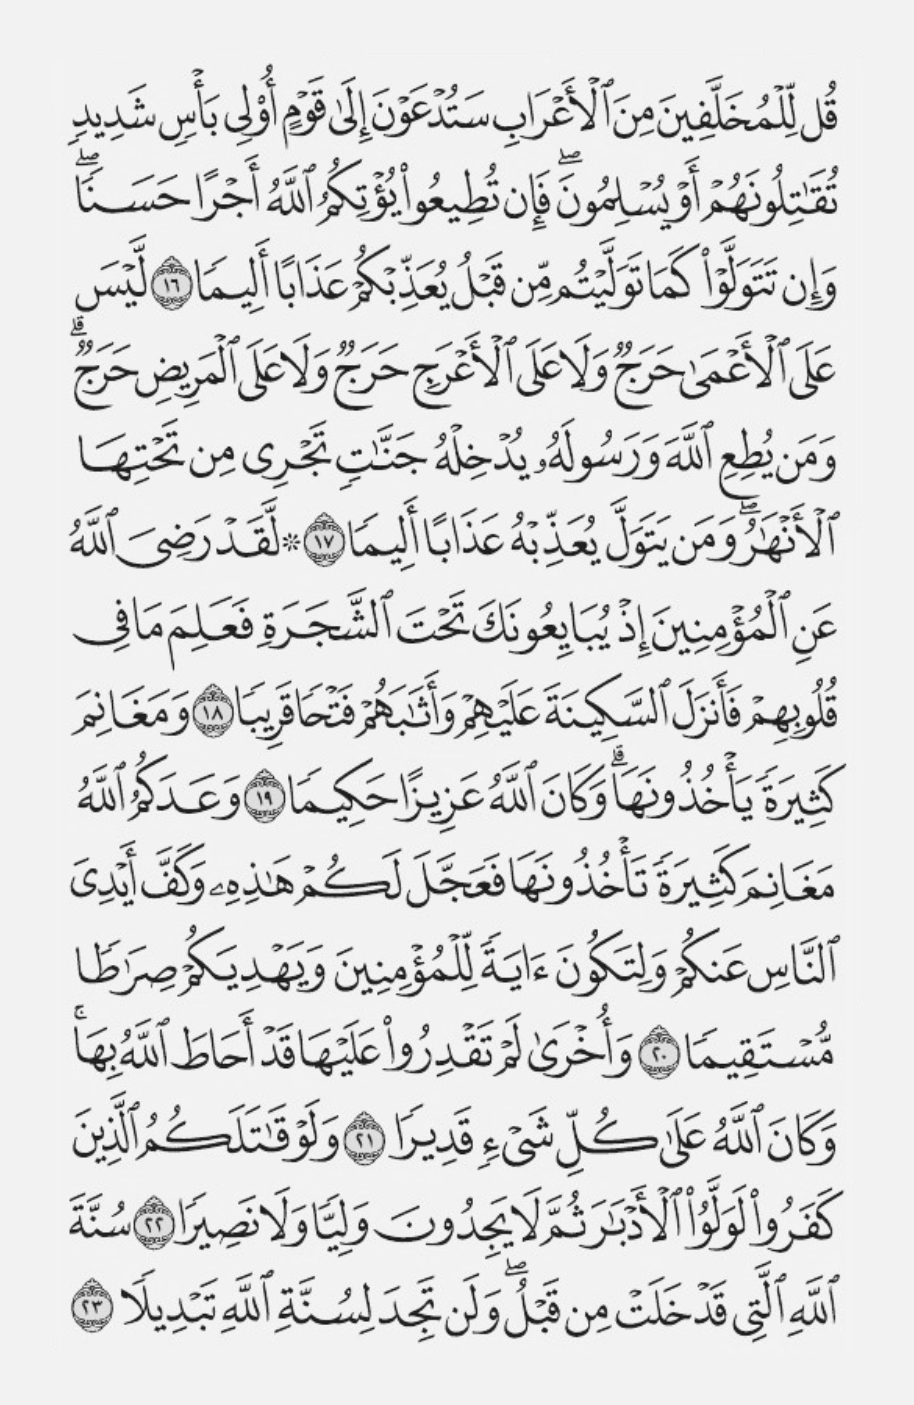 قُل لِّلْمُخَلَّفِينَ مِنَ ٱلْأَعْرَابِ سَتُدْعَوْنَ إِلَىٰ قَوْمٍ أُو۟لِى بَأْسٍ شَدِيدٍ
تُقَـٰتِلُونَهُمْ أَوْ يُسْلِمُونَ ۖ فَإِن تُطِيعُوا۟ يُؤْتِكُمُ ٱللَّهُ أَجْرًا حَسَنًا ۖ
وَإِن تَتَوَلَّوْا۟ كَمَا تَوَلَّيْتُم مِّن قَبْلُ يُعَذِّبْكُمْ عَذَابًا أَلِيمًا ١٦ لَّيْسَ
عَلَى ٱلْأَعْمَىٰ حَرَجٌ وَلَا عَلَى ٱلْأَعْرَجِ حَرَجٌ وَلَا عَلَى ٱلْمَرِيضِ حَرَجٌ ۗ
وَمَن يُطِعِ ٱللَّهَ وَرَسُولَهُۥ يُدْخِلْهُ جَنَّـٰتٍ تَجْرِى مِن تَحْتِهَا
ٱلْأَنْهَـٰرُ ۖ وَمَن يَتَوَلَّ يُعَذِّبْهُ عَذَابًا أَلِيمًا ١٧ ۞ لَّقَدْ رَضِىَ ٱللَّهُ
عَنِ ٱلْمُؤْمِنِينَ إِذْ يُبَايِعُونَكَ تَحْتَ ٱلشَّجَرَةِ فَعَلِمَ مَا فِى
قُلُوبِهِمْ فَأَنزَلَ ٱلسَّكِينَةَ عَلَيْهِمْ وَأَثَـٰبَهُمْ فَتْحًا قَرِيبًا ١٨ وَمَغَانِمَ
كَثِيرَةً يَأْخُذُونَهَا ۗ وَكَانَ ٱللَّهُ عَزِيزًا حَكِيمًا ١٩ وَعَدَكُمُ ٱللَّهُ
مَغَانِمَ كَثِيرَةً تَأْخُذُونَهَا فَعَجَّلَ لَكُمْ هَـٰذِهِۦ وَكَفَّ أَيْدِىَ
ٱلنَّاسِ عَنكُمْ وَلِتَكُونَ ءَايَةً لِّلْمُؤْمِنِينَ وَيَهْدِيَكُمْ صِرَٰطًا
مُّسْتَقِيمًا ٢٠ وَأُخْرَىٰ لَمْ تَقْدِرُوا۟ عَلَيْهَا قَدْ أَحَاطَ ٱللَّهُ بِهَا ۚ
وَكَانَ ٱللَّهُ عَلَىٰ كُلِّ شَىْءٍ قَدِيرًا ٢١ وَلَوْ قَـٰتَلَكُمُ ٱلَّذِينَ
كَفَرُوا۟ لَوَلَّوُا۟ ٱلْأَدْبَـٰرَ ثُمَّ لَا يَجِدُونَ وَلِيًّا وَلَا نَصِيرًا ٢٢ سُنَّةَ
ٱللَّهِ ٱلَّتِى قَدْ خَلَتْ مِن قَبْلُ ۖ وَلَن تَجِدَ لِسُنَّةِ ٱللَّهِ تَبْدِيلًا ٢٣